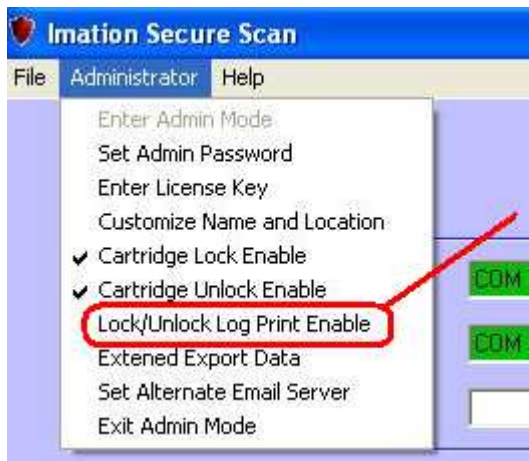 Imation Secure Scan
File Administrator Help
Enter Admin Mode
Set Admin Password
Enter License Key
Customize Name and Location
Cartridge Lock Enable
Cartridge Unlock Enable
COM
Lock/Unlock Log Print Enable
Extened Export Data
COM
Set Alternate Email Server
Exit Admin Mode